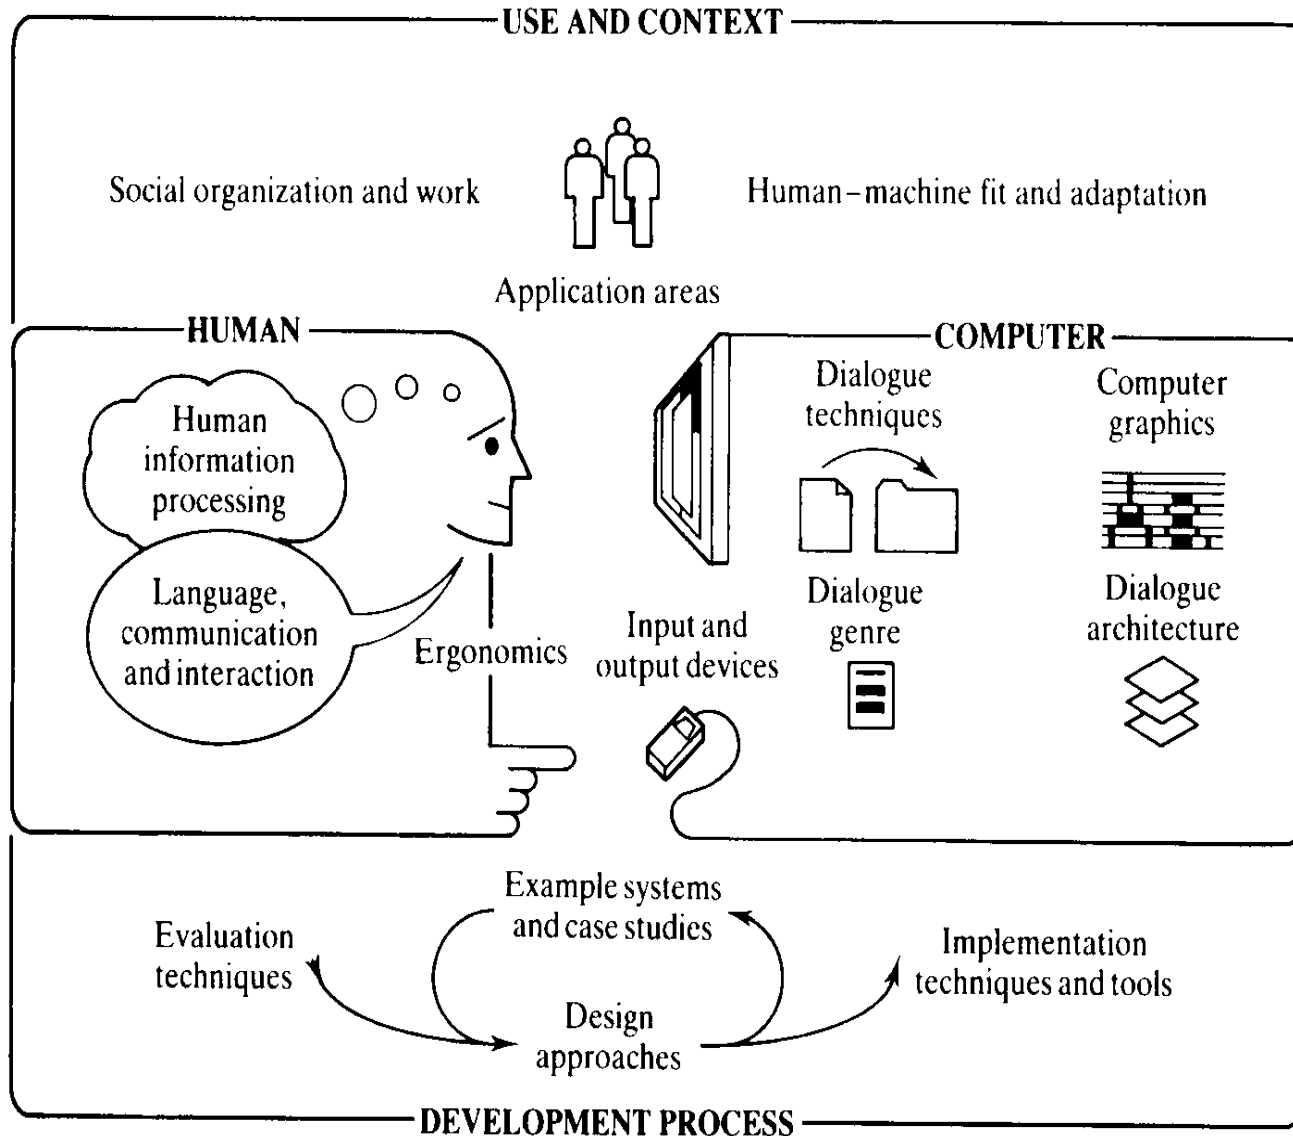 USE AND CONTEXT
Social organization and work
Human–machine fit and adaptation
Application areas
HUMAN
COMPUTER
Human
information
processing
Language,
communication
and interaction
Ergonomics
Input and
output devices
Dialogue
techniques
Computer
graphics
Dialogue
genre
Dialogue
architecture
Example systems
and case studies
Evaluation
techniques
Implementation
techniques and tools
Design
approaches
DEVELOPMENT PROCESS